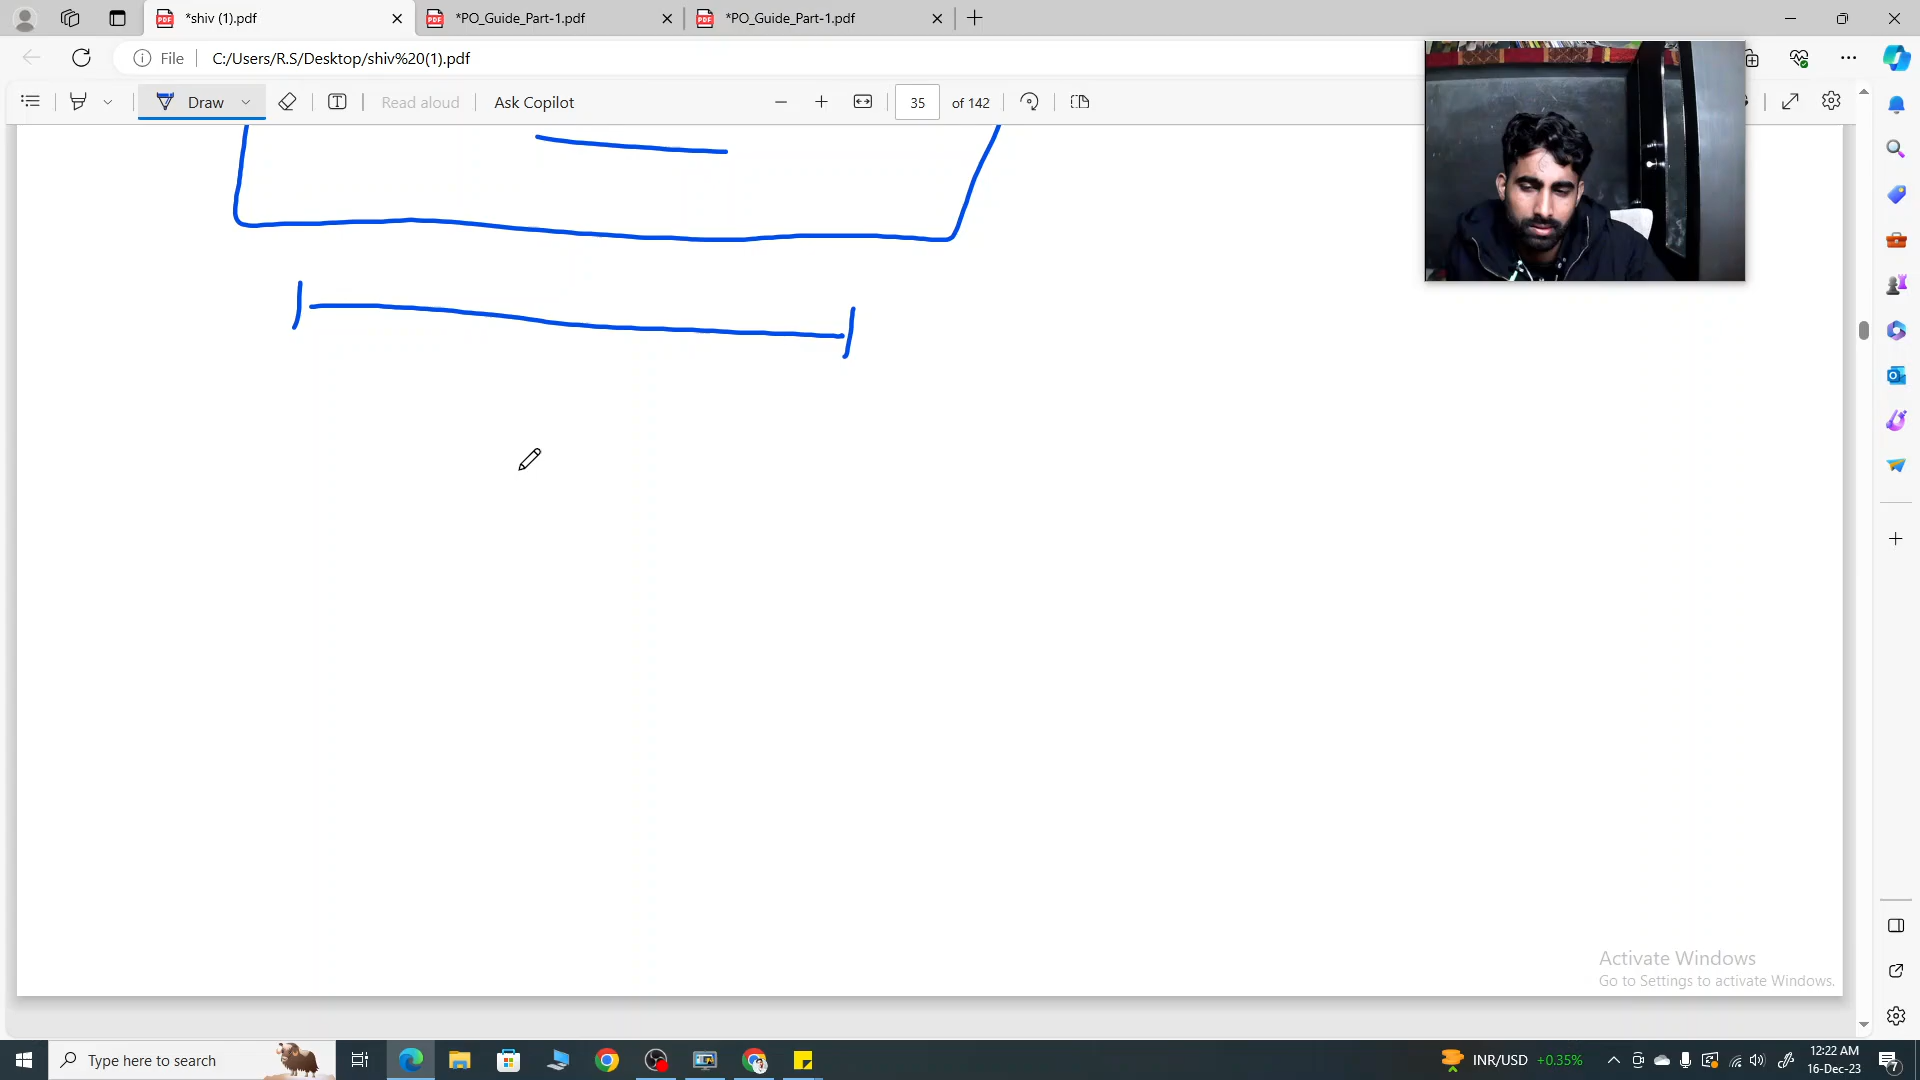 *shiv (1).pdf
*PO_Guide_Part-1.pdf
*PO_Guide_Part-1.pdf
File
C:/Users/R.S/Desktop/shiv%20(1).pdf
Draw
Read aloud
Ask Copilot
35
of 142
Activate Windows
Go to Settings to activate Windows.
Type here to search
INR/USD +0.35%
12:22 AM
16-Dec-23
7